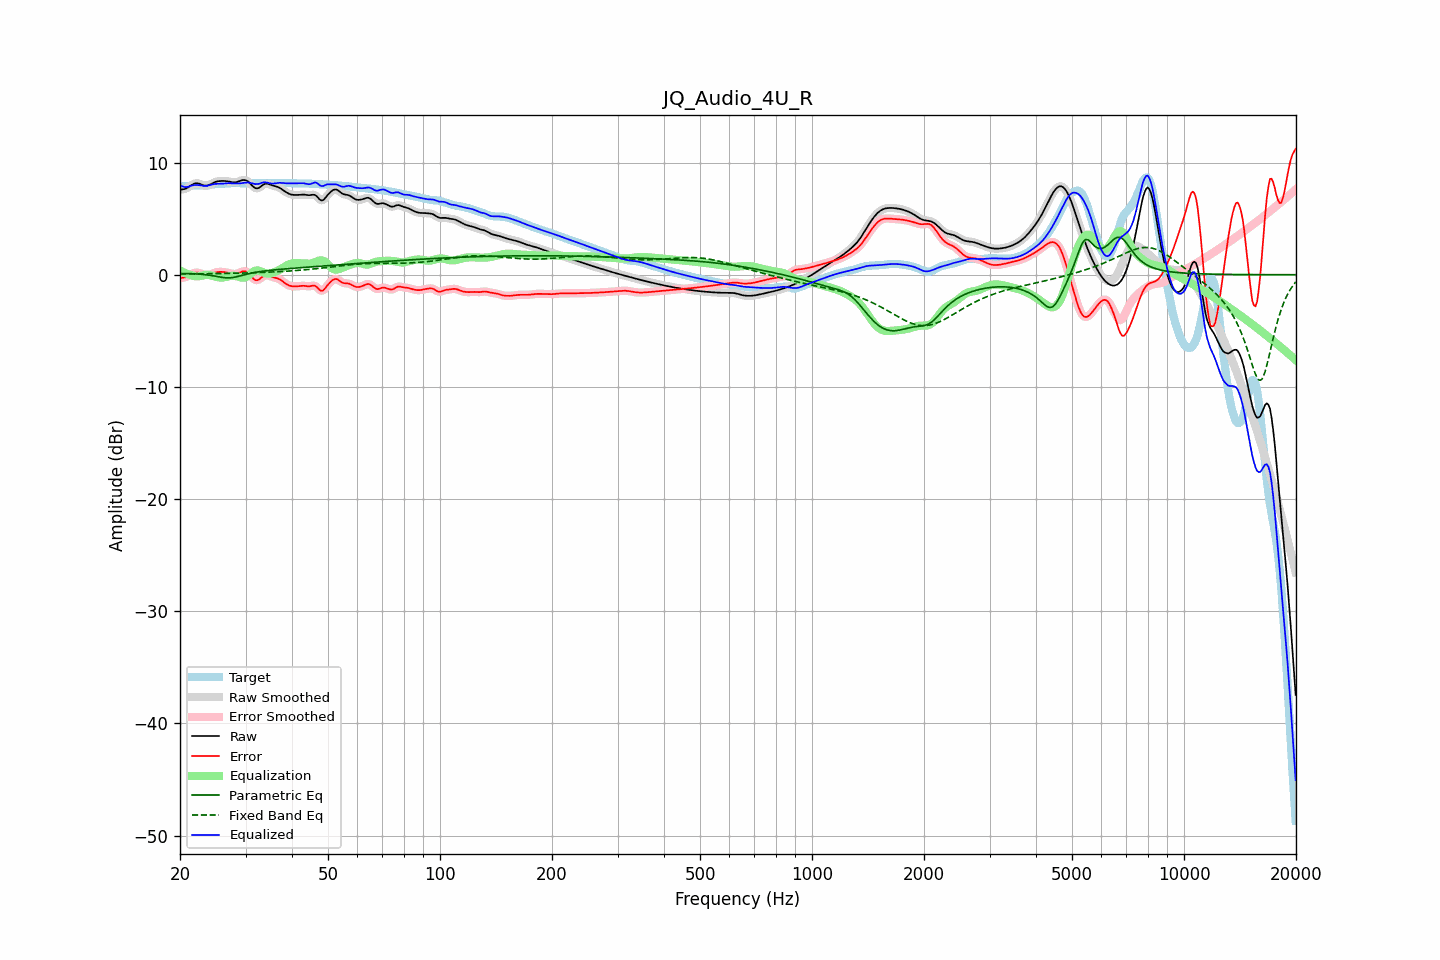 JQ_Audio_4U_R
10
0
−10
−20
−30
−40
−50
Amplitude (dBr)
Target
Raw Smoothed
Error Smoothed
Raw
Error
Equalization
Parametric Eq
Fixed Band Eq
Equalized
20 50 100 200 500 1000 2000 5000 10000 20000
Frequency (Hz)